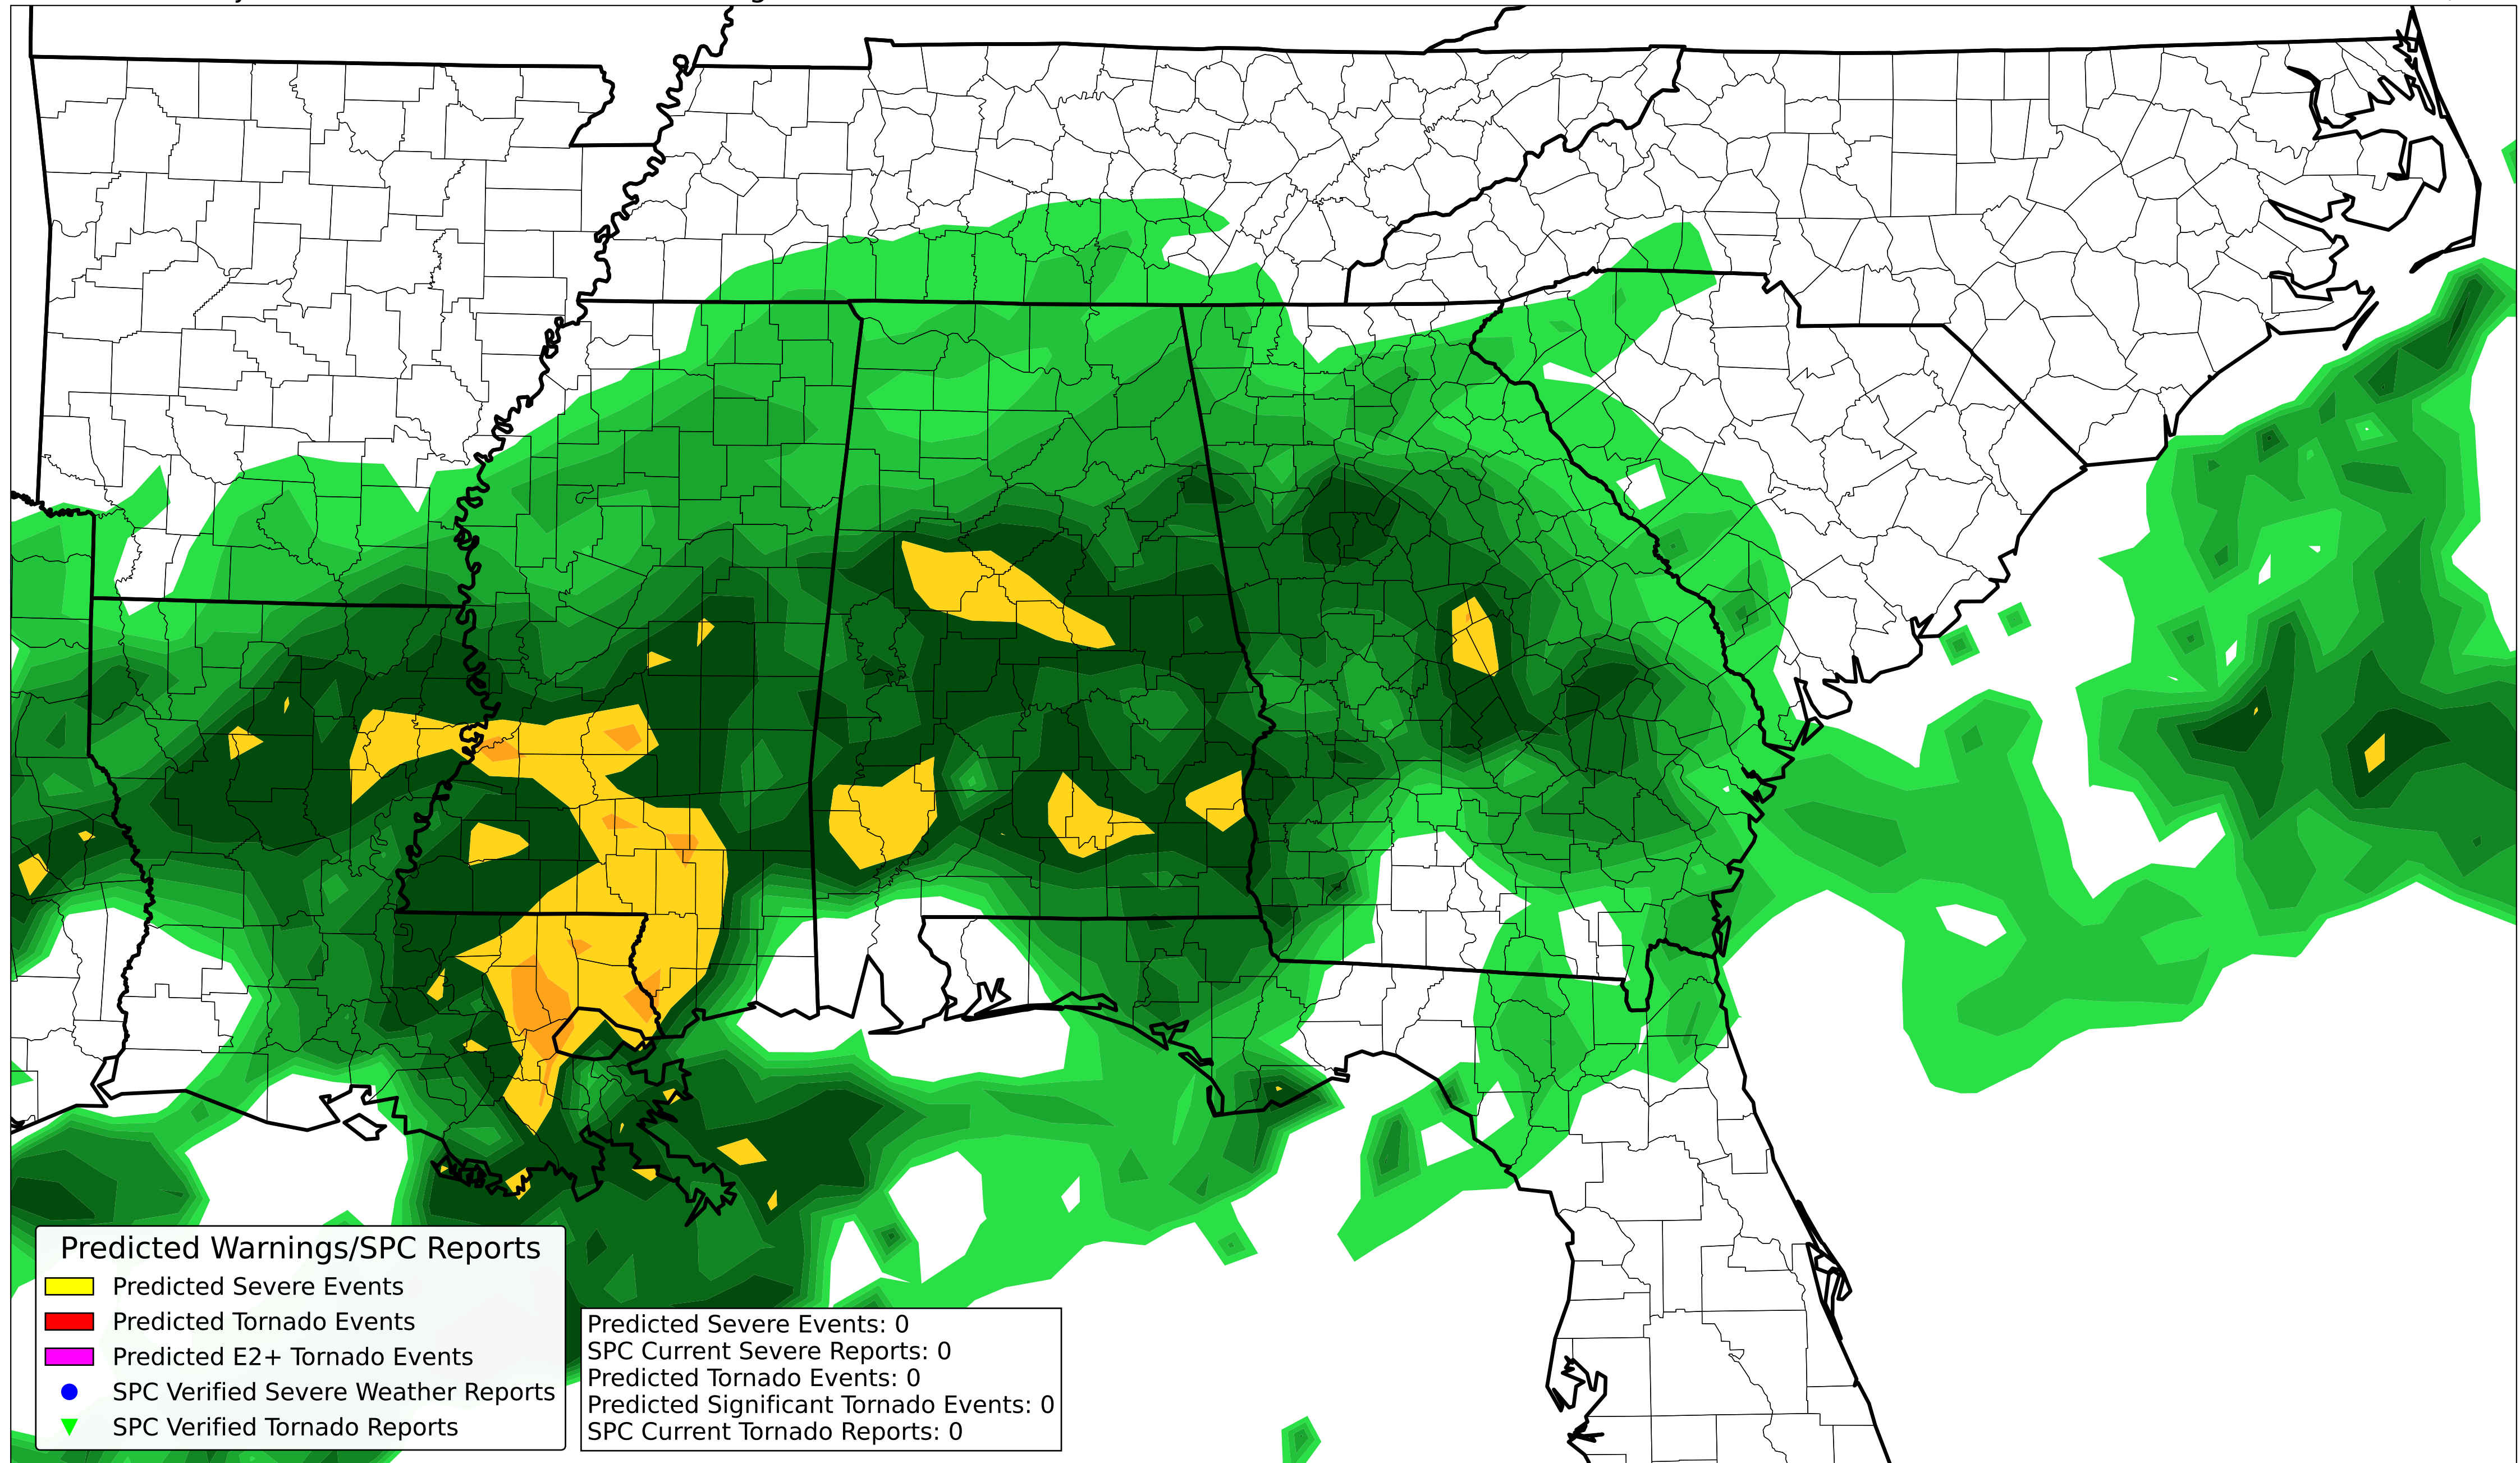 Predicted Warnings/SPC Reports
Predicted Severe Events
Predicted Tornado Events
Predicted E2+ Tornado Events
SPC Verified Severe Weather Reports
SPC Verified Tornado Reports
Predicted Severe Events: 0
SPC Current Severe Reports: 0
Predicted Tornado Events: 0
Predicted Significant Tornado Events: 0
SPC Current Tornado Reports: 0